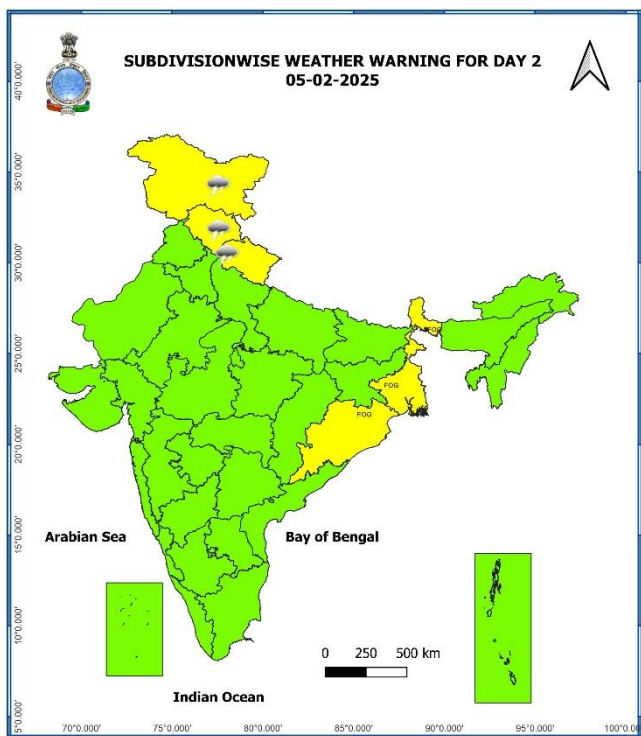 SUBDIVISIONWISE WEATHER WARNING FOR DAY 2
05-02-2025
40°0.000'
35°0.000'
30°0.000'
25°0.000'
20°0.000'
15°0.000'
10°0.000'
5°0.000'
FOG
FOG
FOG
Arabian Sea
Bay of Bengal
0 250 500 km
Indian Ocean
70°0.000' 75°0.000' 80°0.000' 85°0.000' 90°0.000' 95°0.000' 100°0.00